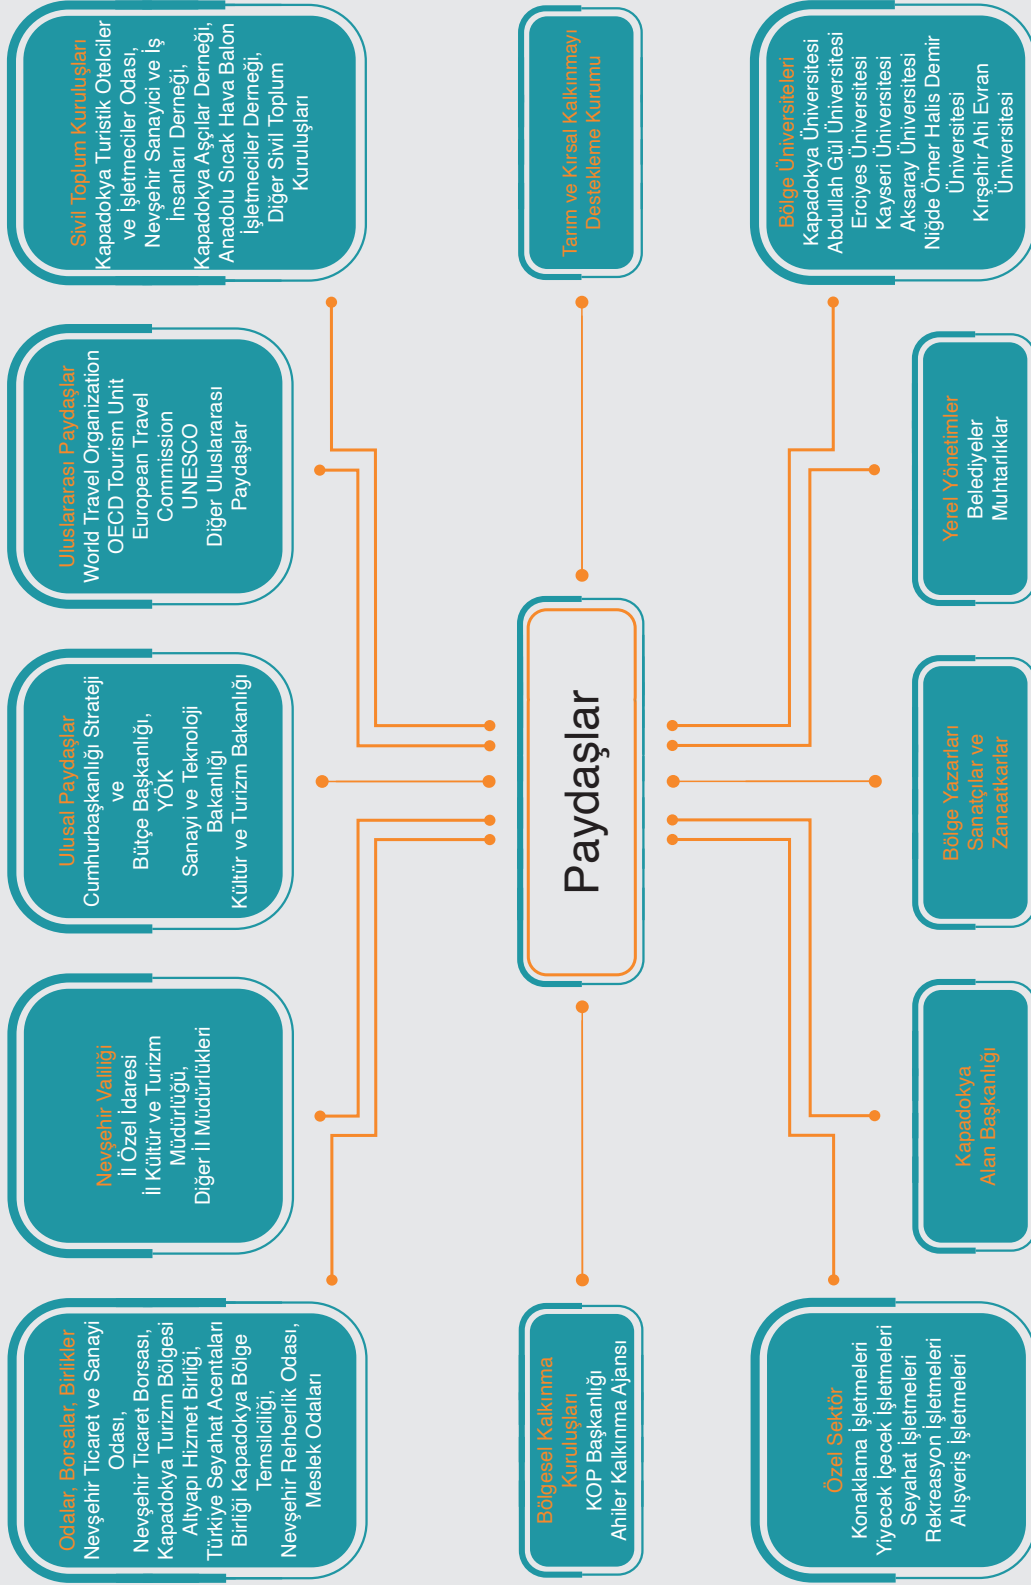 Odalar, Borsalar, Birlikler
Nevşehir Ticaret ve Sanayi
Odası,
Nevşehir Ticaret Borsası,
Kapadokya Turizm Bölgesi
Altyapı Hizmet Birliği,
Türkiye Seyahat Acentaları
Birliği Kapadokya Bölge
Temsilciliği,
Nevşehir Rehberlik Odası,
Meslek Odaları
Nevşehir Valiliği
İl Özel İdaresi
İl Kültür ve Turizm
Müdürlüğü,
Diğer İl Müdürlükleri
Ulusal Paydaşlar
Cumhurbaşkanlığı Strateji
ve
Bütçe Başkanlığı,
YÖK
Sanayi ve Teknoloji
Bakanlığı
Kültür ve Turizm Bakanlığı
Uluslararası Paydaşlar
World Travel Organization
OECD Tourism Unit
European Travel
Commission
UNESCO
Diğer Uluslararası
Paydaşlar
Sivil Toplum Kuruluşları
Kapadokya Turistik Otelciler
ve İşletmeciler Odası,
Nevşehir Sanayici ve İş
İnsanları Derneği,
Kapadokya Aşçılar Derneği,
Anadolu Sıcak Hava Balon
İşletmeciler Derneği,
Diğer Sivil Toplum
Kuruluşları
Bölgesel Kalkınma
Kuruluşları
KOP Başkanlığı
Ahiler Kalkınma Ajansı
Paydaşlar
Tarım ve Kırsal Kalkınmayı
Destekleme Kurumu
Özel Sektör
Konaklama İşletmeleri
Yiyecek İçecek İşletmeleri
Seyahat İşletmeleri
Rekreasyon İşletmeleri
Alışveriş İşletmeleri
Kapadokya
Alan Başkanlığı
Bölge Yazarları
Sanatçılar ve
Zanaatkarlar
Yerel Yönetimler
Belediyeler
Muhtarlıklar
Bölge Üniversiteleri
Kapadokya Üniversitesi
Abdullah Gül Üniversitesi
Erciyes Üniversitesi
Kayseri Üniversitesi
Aksaray Üniversitesi
Niğde Ömer Halis Demir
Üniversitesi
Kırşehir Ahi Evran
Üniversitesi